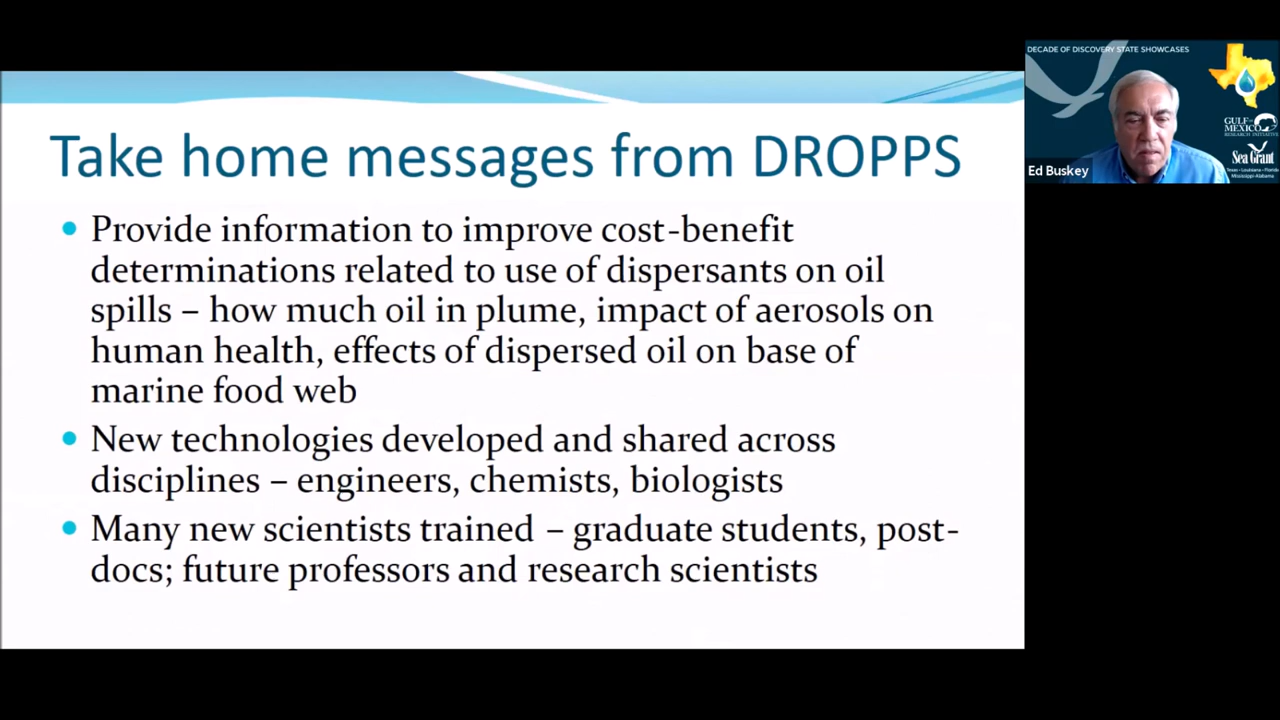 Take home messages from DROPPS
Provide information to improve cost-benefit
determinations related to use of dispersants on oil
spills – how much oil in plume, impact of aerosols on
human health, effects of dispersed oil on base of
marine food web
New technologies developed and shared across
disciplines – engineers, chemists, biologists
Many new scientists trained – graduate students, post-
docs; future professors and research scientists
DECADE OF DISCOVERY STATE SHOWCASES
GULF of
MEXICO
RESEARCH INITIATIVE
Sea Grant
Texas • Louisiana • Florida
Mississippi-Alabama
Ed Buskey